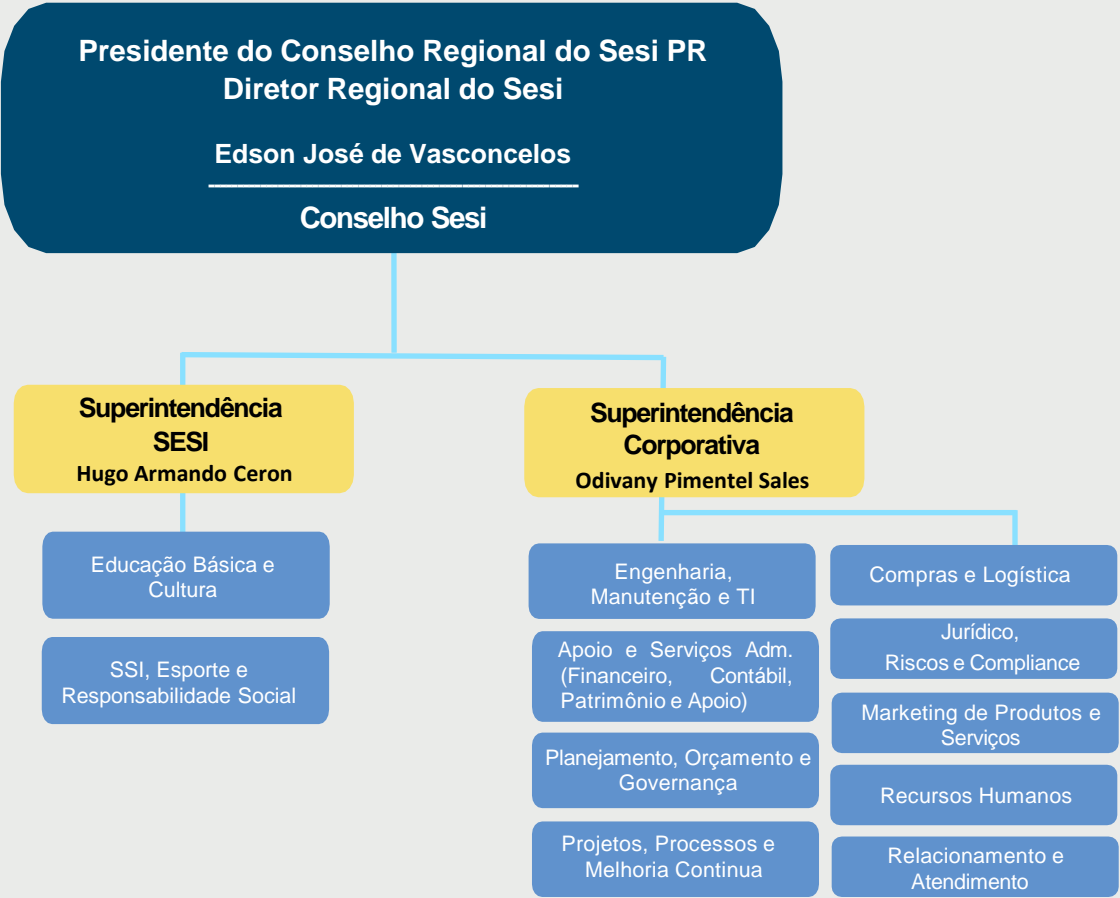 Presidente do Conselho Regional do Sesi PR
Diretor Regional do Sesi
Edson José de Vasconcelos
Conselho Sesi
Superintendência
SESI
Hugo Armando Ceron
Superintendência
Corporativa
Odivany Pimentel Sales
Educação Básica e
Cultura
SSI, Esporte e
Responsabilidade Social
Engenharia,
Manutenção e TI
Apoio e Serviços Adm.
(Financeiro, Contábil,
Patrimônio e Apoio)
Planejamento, Orçamento e
Governança
Projetos, Processos e
Melhoria Continua
Compras e Logística
Jurídico,
Riscos e Compliance
Marketing de Produtos e
Serviços
Recursos Humanos
Relacionamento e
Atendimento